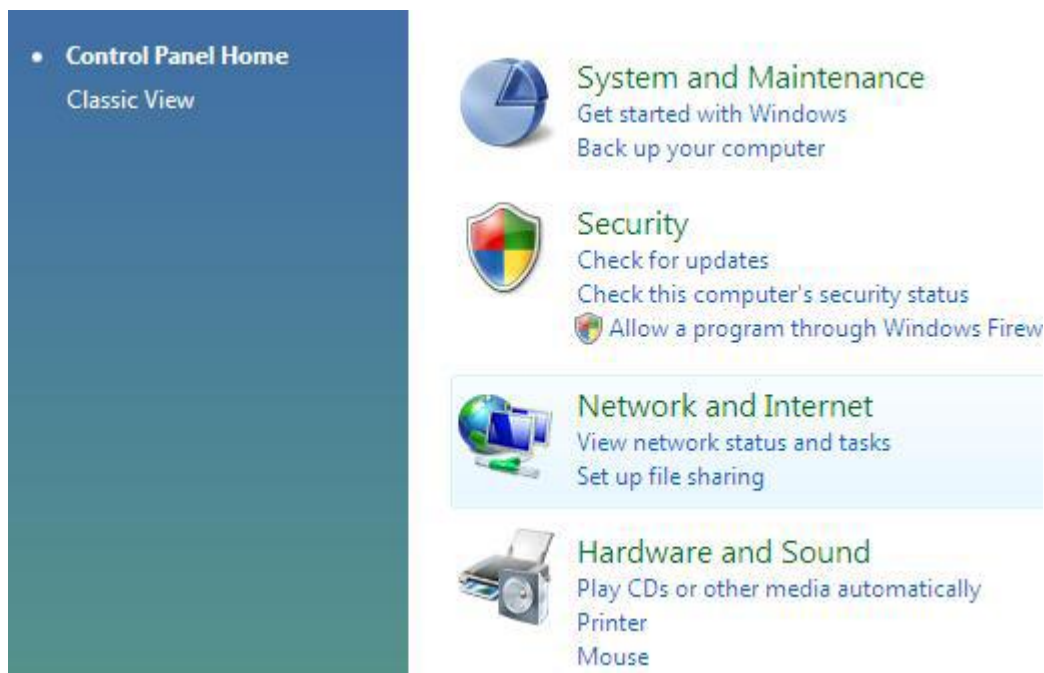 Control Panel Home
Classic View
System and Maintenance
Get started with Windows
Back up your computer
Security
Check for updates
Check this computer's security status
Allow a program through Windows Firew
Network and Internet
View network status and tasks
Set up file sharing
Hardware and Sound
Play CDs or other media automatically
Printer
Mouse